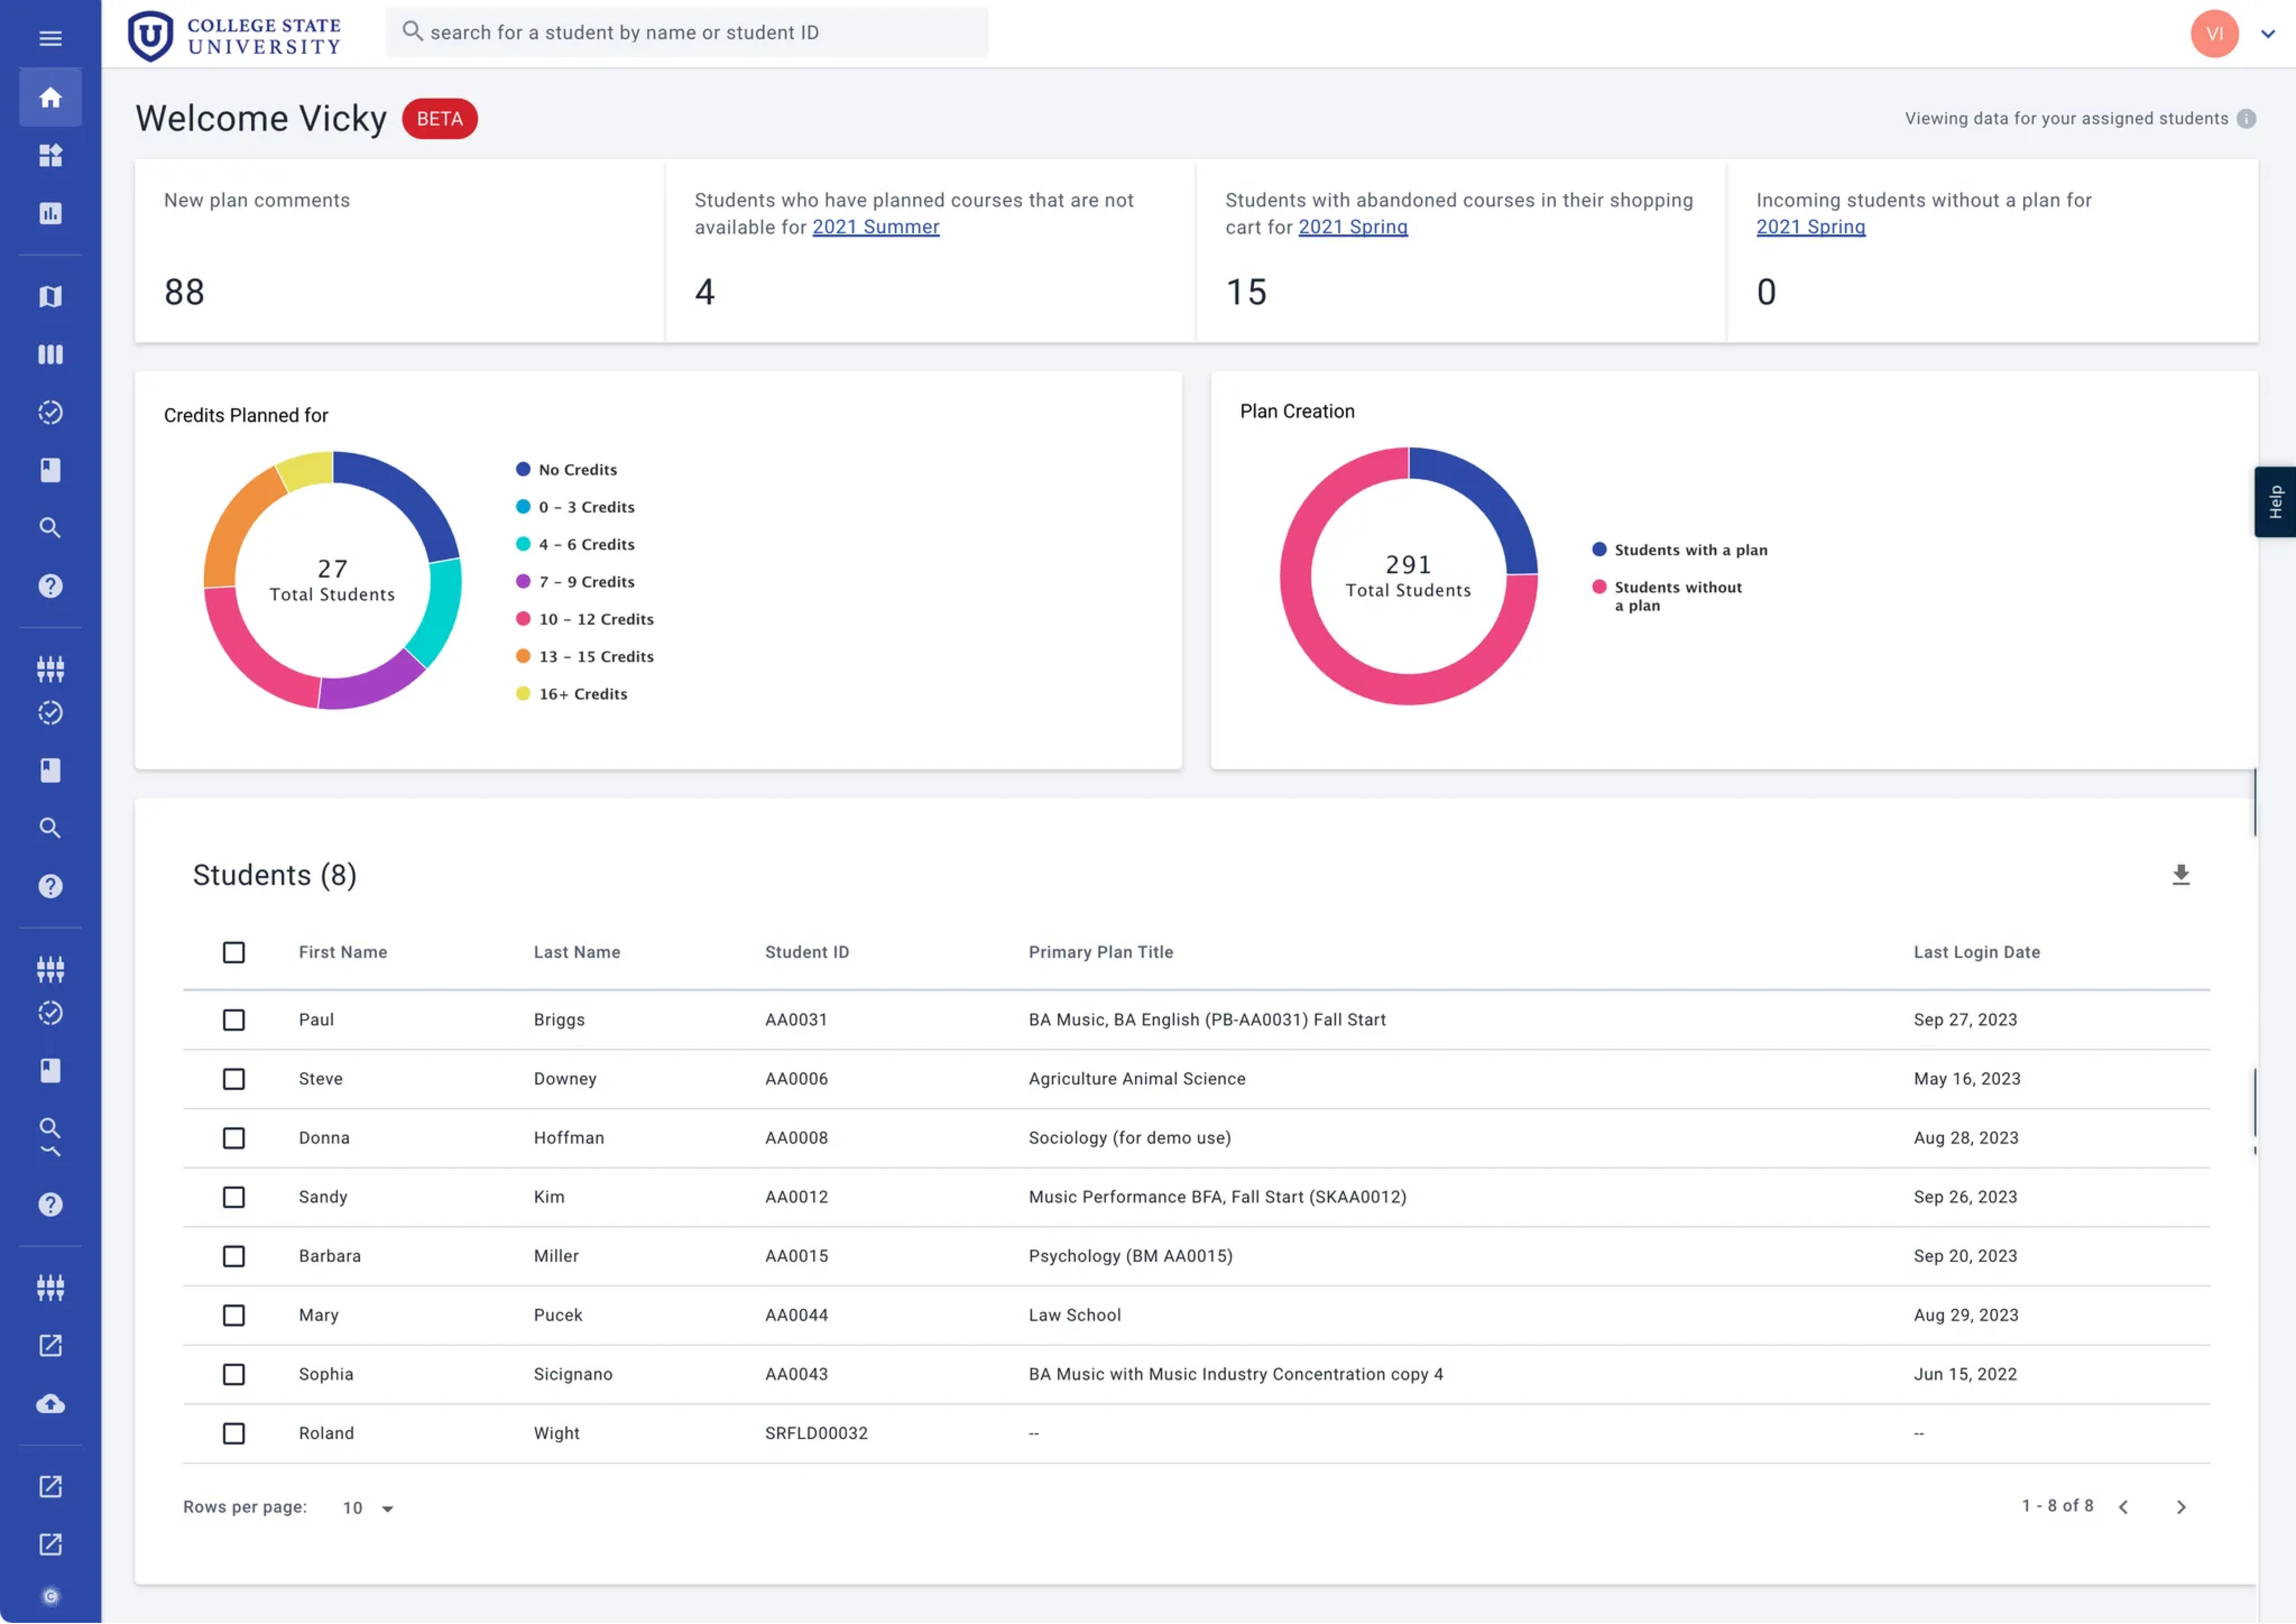 COLLEGE STATE
UNIVERSITY
search for a student by name or student ID
VI
Welcome Vicky
BETA
Viewing data for your assigned students
New plan comments
88
Students who have planned courses that are not
available for 2021 Summer
4
Students with abandoned courses in their shopping
cart for 2021 Spring
15
Incoming students without a plan for
2021 Spring
0
Credits Planned for
27
Total Students
No Credits
0 – 3 Credits
4 – 6 Credits
7 – 9 Credits
10 – 12 Credits
13 – 15 Credits
16+ Credits
Plan Creation
291
Total Students
Students with a plan
Students without
a plan
Help
Students (8)
First Name Last Name Student ID Primary Plan Title Last Login Date
Paul Briggs AA0031 BA Music, BA English (PB-AA0031) Fall Start Sep 27, 2023
Steve Downey AA0006 Agriculture Animal Science May 16, 2023
Donna Hoffman AA0008 Sociology (for demo use) Aug 28, 2023
Sandy Kim AA0012 Music Performance BFA, Fall Start (SKAA0012) Sep 26, 2023
Barbara Miller AA0015 Psychology (BM AA0015) Sep 20, 2023
Mary Pucek AA0044 Law School Aug 29, 2023
Sophia Sicignano AA0043 BA Music with Music Industry Concentration copy 4 Jun 15, 2022
Roland Wight SRFLD00032 -- --
Rows per page: 10
1 - 8 of 8